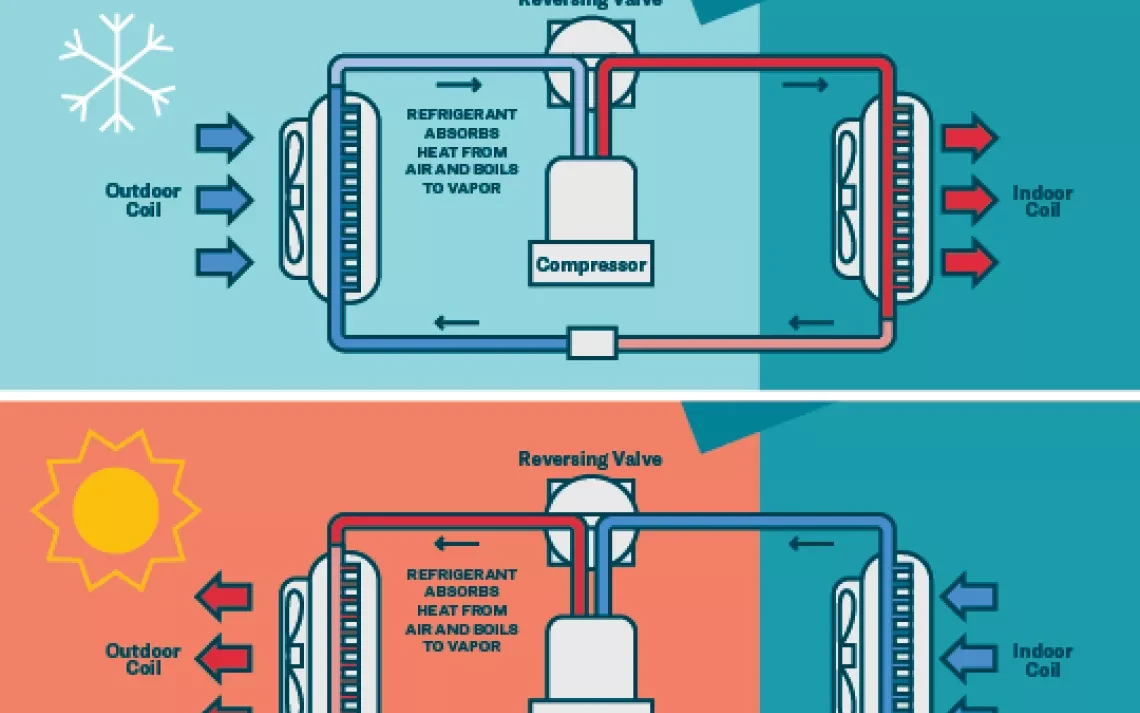 Reversing Valve
REFRIGERANT
ABSORBS
HEAT FROM
AIR AND BOILS
TO VAPOR
Outdoor
Coil
Indoor
Coil
Compressor
Reversing Valve
REFRIGERANT
ABSORBS
HEAT FROM
AIR AND BOILS
TO VAPOR
Outdoor
Coil
Indoor
Coil